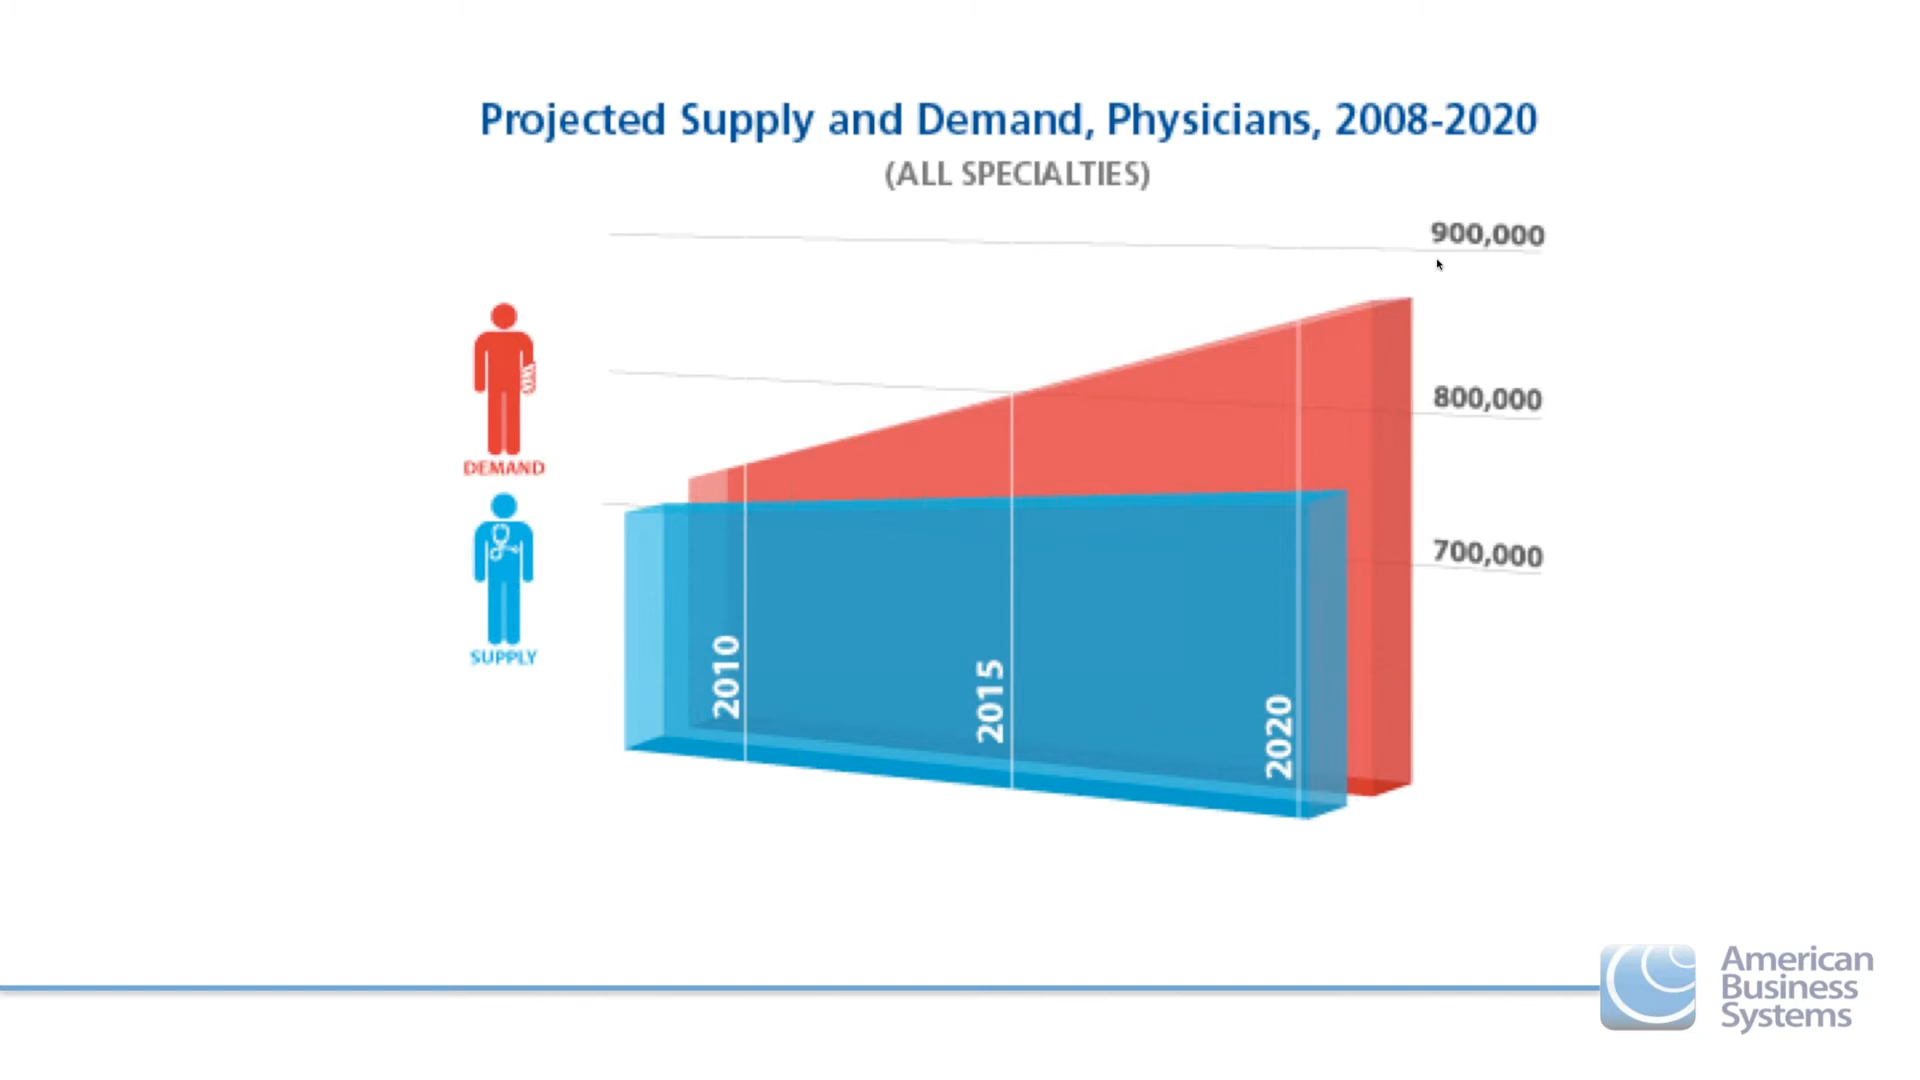 Projected Supply and Demand, Physicians, 2008-2020
(ALL SPECIALTIES)
900,000
800,000
700,000
DEMAND
SUPPLY
2010
2015
2020
American
Business
Systems